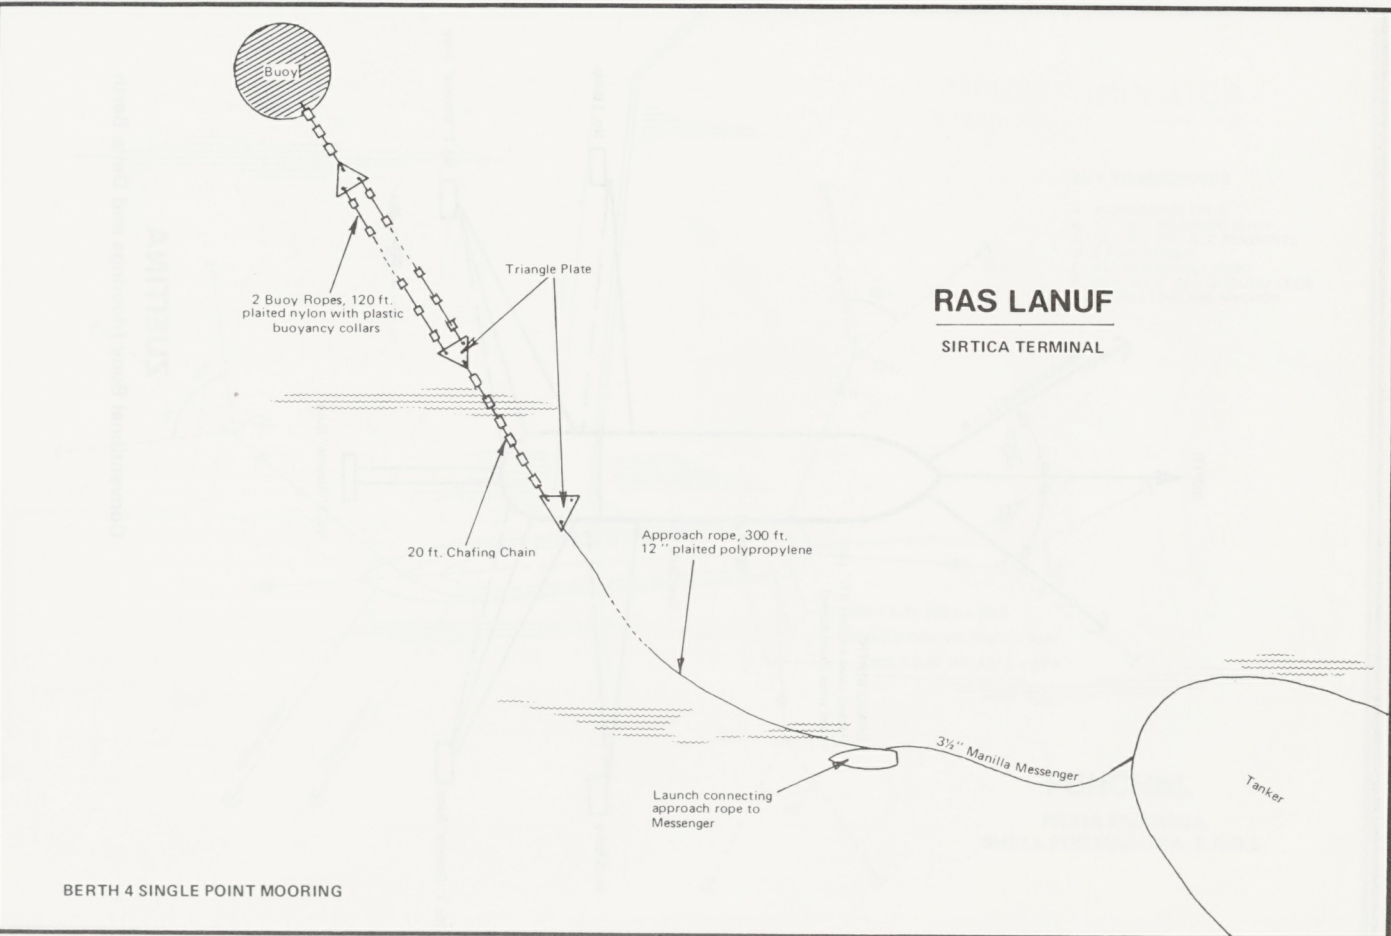 Buoy
Triangle Plate
2 Buoy Ropes, 120 ft.
plaited nylon with plastic
buoyancy collars
RAS LANUF
SIRTICA TERMINAL
20 ft. Chafing Chain
Approach rope, 300 ft.
12" plaited polypropylene
3½" Manilla Messenger
Tanker
Launch connecting
approach rope to
Messenger
BERTH 4 SINGLE POINT MOORING